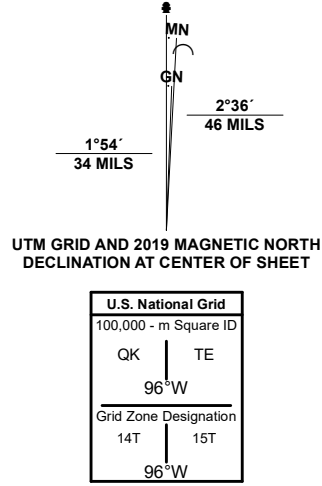 MN
GN
2°36´
46 MILS
1°54´
34 MILS
UTM GRID AND 2019 MAGNETIC NORTH
DECLINATION AT CENTER OF SHEET
U.S. National Grid
100,000 - m Square ID
QK TE
96°W
Grid Zone Designation
14T 15T
96°W